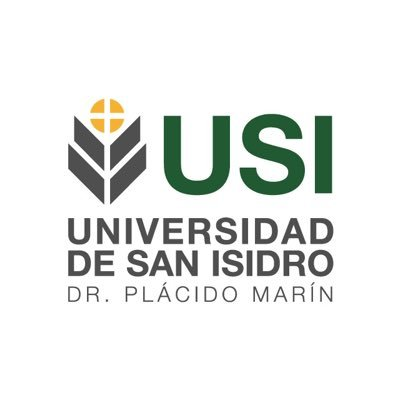 USI
UNIVERSIDAD
DE SAN ISIDRO
DR. PLÁCIDO MARÍN